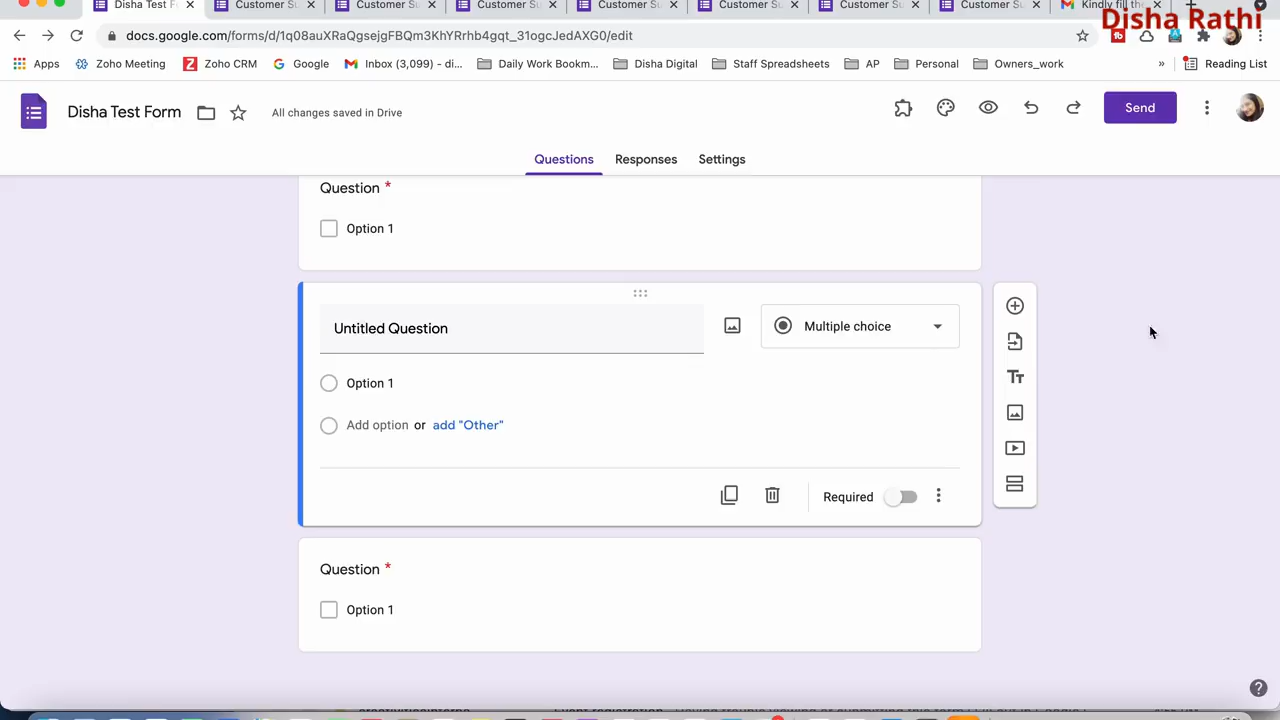 Disha Test F
Customer Su
Customer Su
Customer Su
Customer Su
Customer Su
Customer Su
Customer Su
Kindly fill the
Disha Rathi
docs.google.com/forms/d/1q08auXRaQgsejgFBQm3KhYRmb4gqt_31ogcJedAXG0/edit
Apps
Zoho Meeting
Zoho CRM
Google
Inbox (3,099) - di...
Daily Work Bookm...
Disha Digital
Staff Spreadsheets
AP
Personal
Owners_work
»
Reading List
Disha Test Form
All changes saved in Drive
Send
Questions
Responses
Settings
Question *
Option 1
Untitled Question
Multiple choice
Option 1
Add option or add "Other"
Required
Question *
Option 1